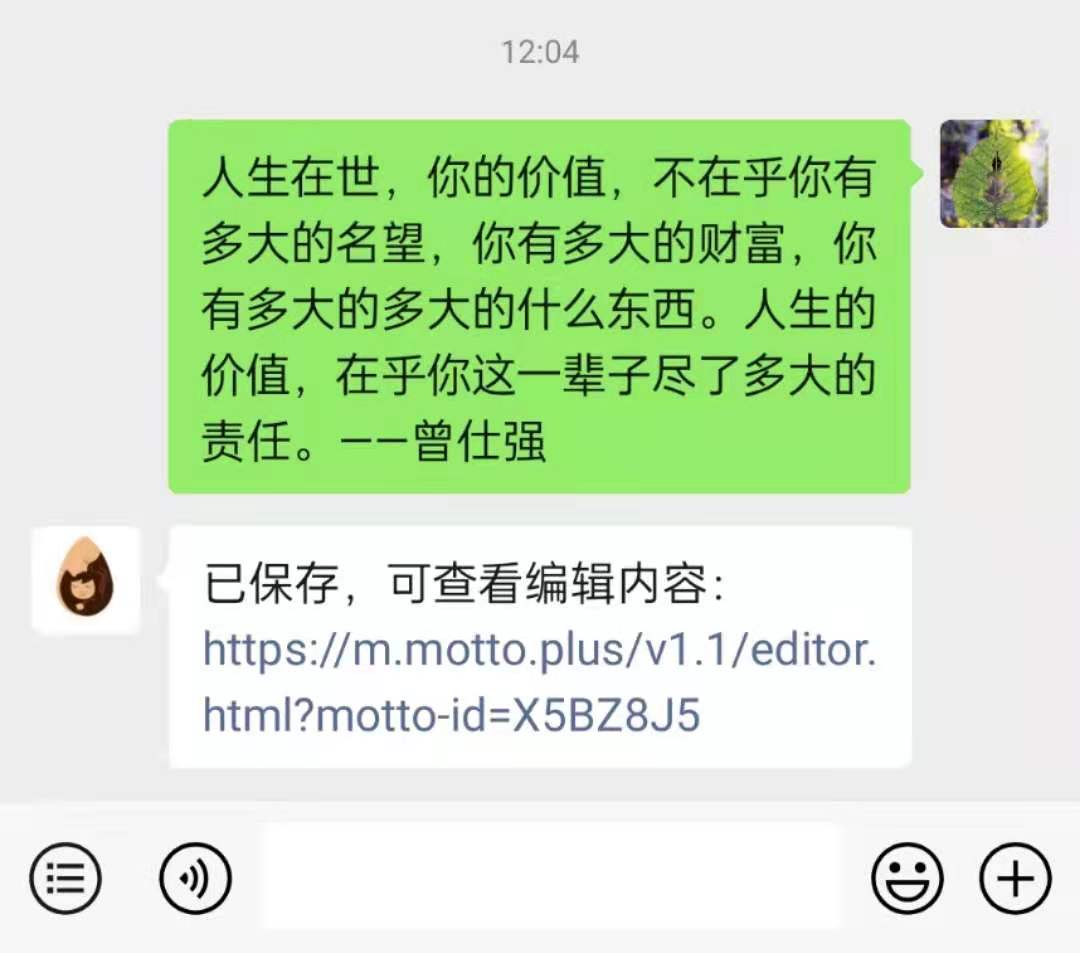 12:04
人生在世，你的价值，不在乎你有
多大的名望，你有多大的财富，你
有多大的多大的什么东西。人生的
价值，在乎你这一辈子尽了多大的
责任。——曾仕强
已保存，可查看编辑内容：
https://m.motto.plus/v1.1/editor.
html?motto-id=X5BZ8J5